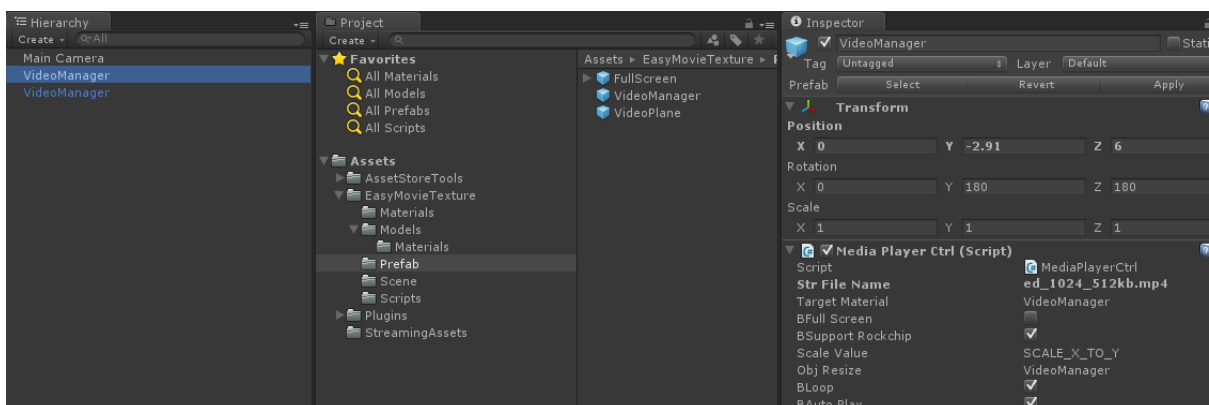 Hierarchy
Create
All
Main Camera
VideoManager
VideoManager
Project
Create
Favorites
All Materials
All Models
All Prefabs
All Scripts
Assets
AssetStoreTools
EasyMovieTexture
Materials
Models
Materials
Prefab
Scene
Scripts
Plugins
StreamingAssets
Assets ▸ EasyMovieTexture ▸
FullScreen
VideoManager
VideoPlane
Inspector
VideoManager Stati
Tag Untagged Layer Default
Prefab Select Revert Apply
Transform
Position
X 0 Y -2.91 Z 6
Rotation
X 0 Y 180 Z 180
Scale
X 1 Y 1 Z 1
Media Player Ctrl (Script)
Script MediaPlayerCtrl
Str File Name ed_1024_512kb.mp4
Target Material VideoManager
BFull Screen
BSupport Rockchip
Scale Value SCALE_X_TO_Y
Obj Resize VideoManager
BLoop
BAuto Play